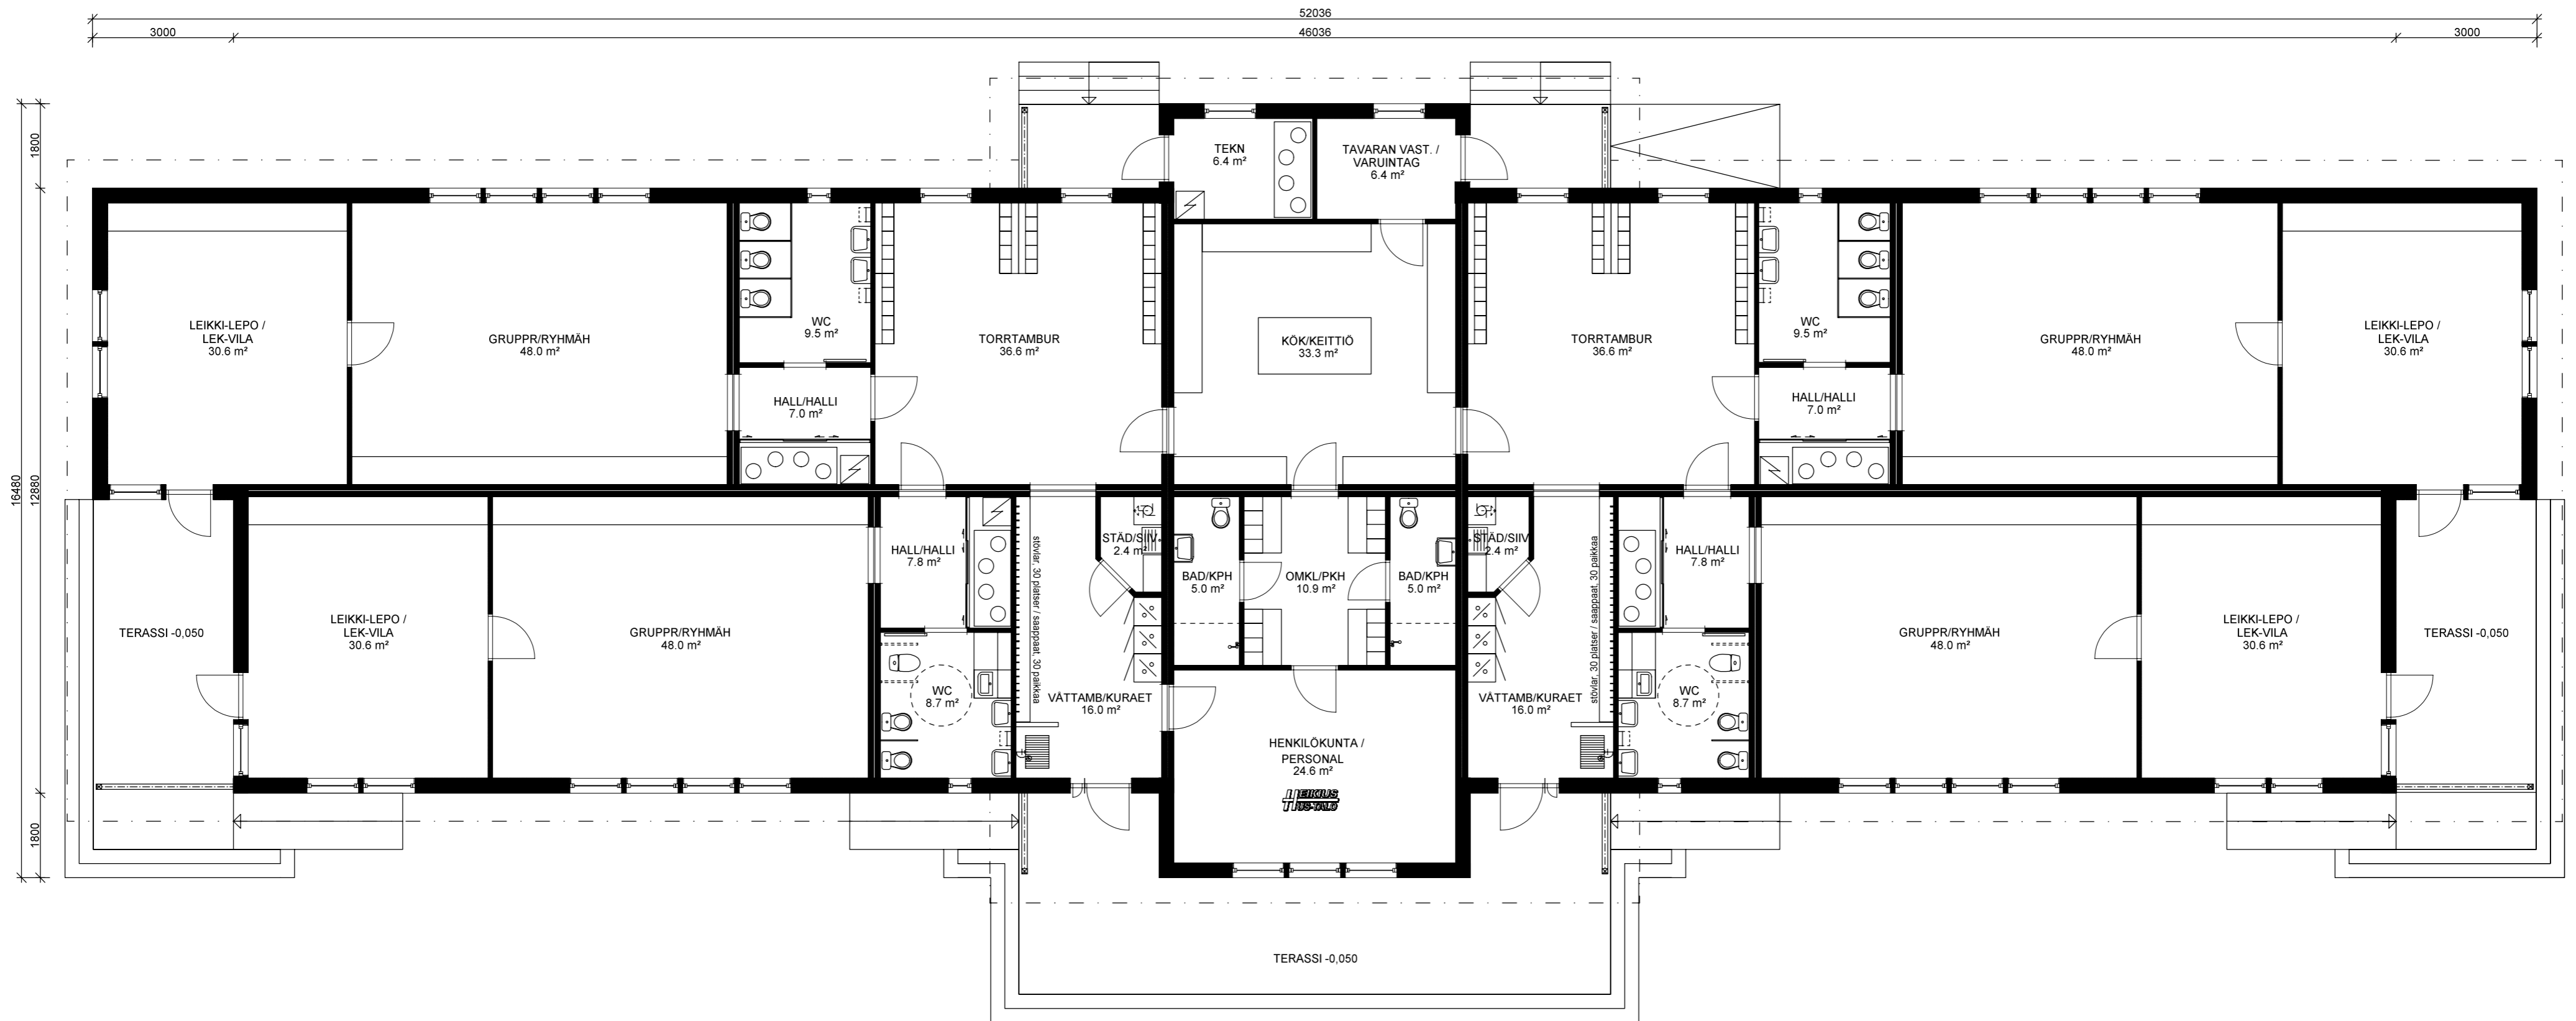 52036
3000
46036
3000
1800
16480
12880
1800
TEKN
6.4 m²
TAVARAN VAST. /
VARUINTAG
6.4 m²
LEIKKI-LEPO /
LEK-VILA
30.6 m²
GRUPPR/RYHMÄH
48.0 m²
WC
9.5 m²
HALL/HALLI
7.0 m²
TORRTAMBUR
36.6 m²
KÖK/KEITTIÖ
33.3 m²
TORRTAMBUR
36.6 m²
WC
9.5 m²
HALL/HALLI
7.0 m²
GRUPPR/RYHMÄH
48.0 m²
LEIKKI-LEPO /
LEK-VILA
30.6 m²
TERASSI -0,050
LEIKKI-LEPO /
LEK-VILA
30.6 m²
GRUPPR/RYHMÄH
48.0 m²
HALL/HALLI
7.8 m²
WC
8.7 m²
stövlar, 30 platser / saappaat, 30 paikkaa
STÄD/SIIV.
2.4 m²
VÅTTAMB/KURAET
16.0 m²
BAD/KPH
5.0 m²
OMKL/PKH
10.9 m²
BAD/KPH
5.0 m²
HENKILÖKUNTA /
PERSONAL
24.6 m²
HEIKIUS
HUS-TALO
STÄD/SIIV.
2.4 m²
VÅTTAMB/KURAET
16.0 m²
stövlar, 30 platser / saappaat, 30 paikkaa
HALL/HALLI
7.8 m²
WC
8.7 m²
GRUPPR/RYHMÄH
48.0 m²
LEIKKI-LEPO /
LEK-VILA
30.6 m²
TERASSI -0,050
TERASSI -0,050